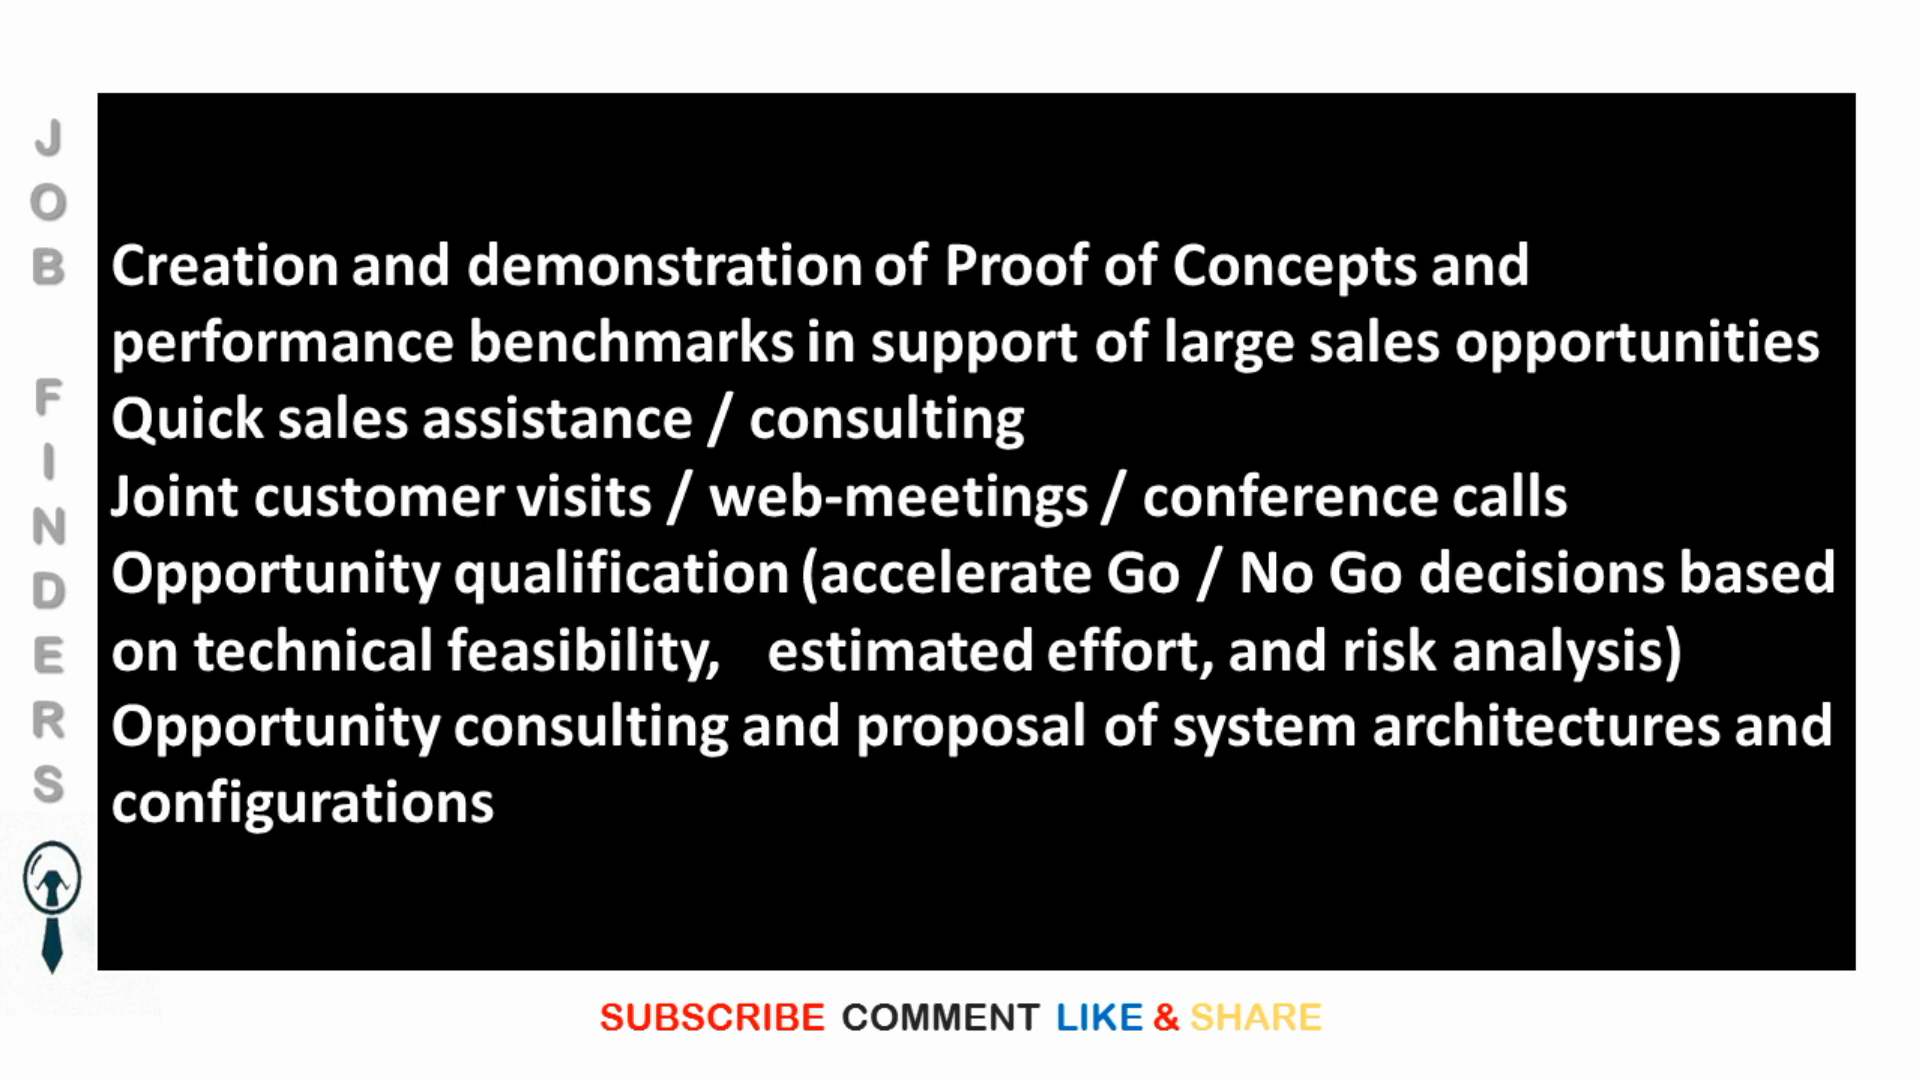 JOB FINDERS
Creation and demonstration of Proof of Concepts and
performance benchmarks in support of large sales opportunities
Quick sales assistance / consulting
Joint customer visits / web-meetings / conference calls
Opportunity qualification (accelerate Go / No Go decisions based
on technical feasibility,   estimated effort, and risk analysis)
Opportunity consulting and proposal of system architectures and
configurations
SUBSCRIBE COMMENT LIKE & SHARE